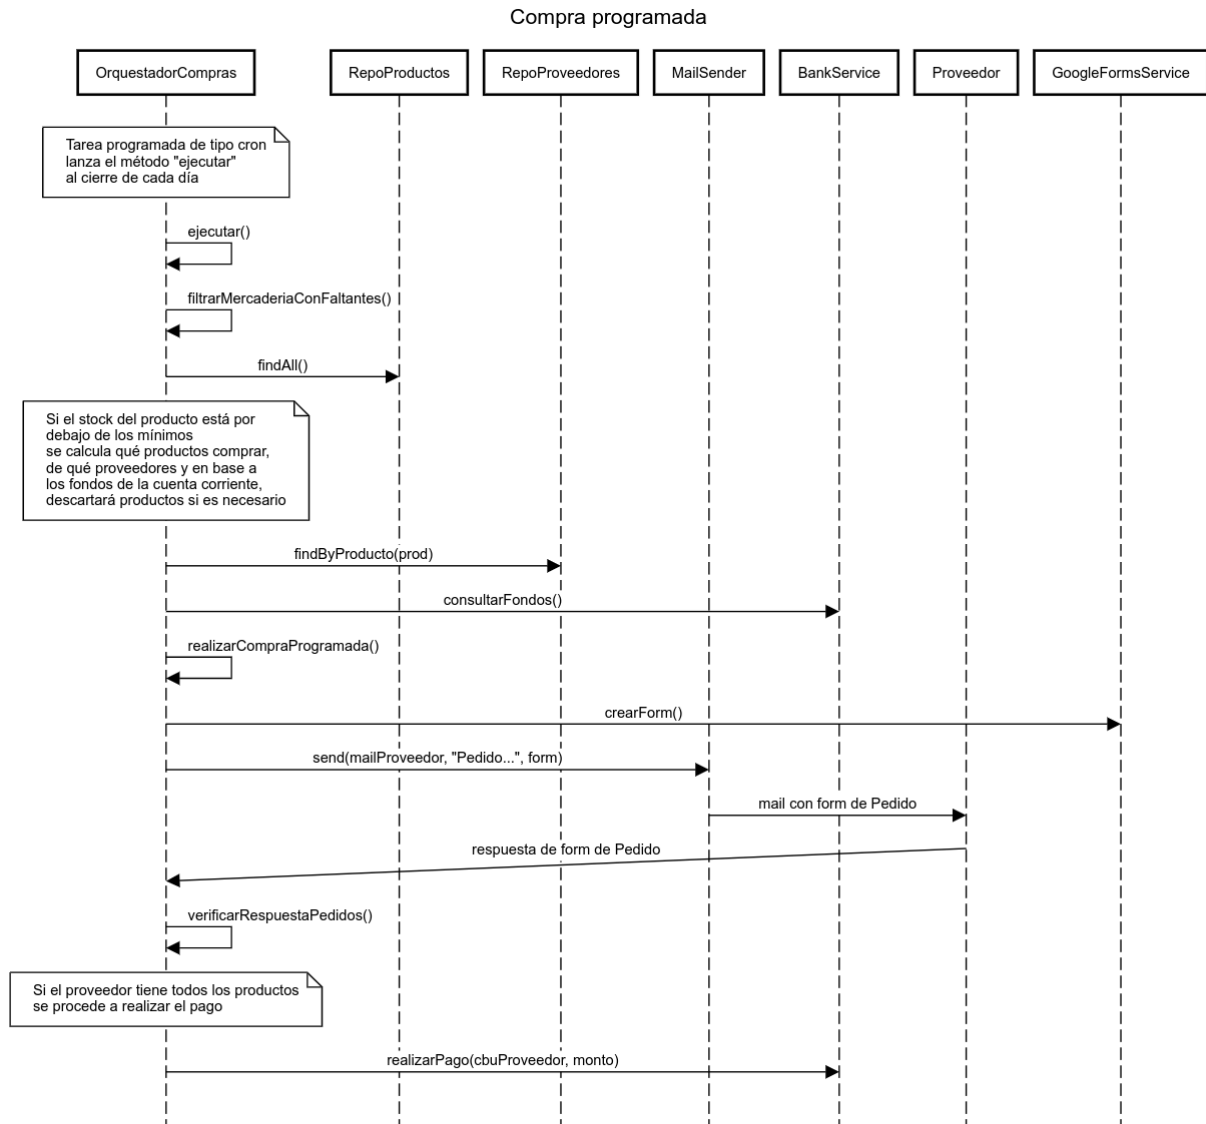 Compra programada
OrquestadorCompras
RepoProductos
RepoProveedores
MailSender
BankService
Proveedor
GoogleFormsService
Tarea programada de tipo cron
lanza el método "ejecutar"
al cierre de cada día
ejecutar()
filtrarMercaderiaConFaltantes()
findAll()
Si el stock del producto está por
debajo de los mínimos
se calcula qué productos comprar,
de qué proveedores y en base a
los fondos de la cuenta corriente,
descartará productos si es necesario
findByProducto(prod)
consultarFondos()
realizarCompraProgramada()
crearForm()
send(mailProveedor, "Pedido...", form)
mail con form de Pedido
respuesta de form de Pedido
verificarRespuestaPedidos()
Si el proveedor tiene todos los productos
se procede a realizar el pago
realizarPago(cbuProveedor, monto)